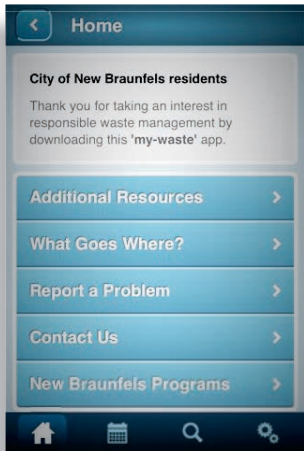 Home
City of New Braunfels residents
Thank you for taking an interest in
responsible waste management by
downloading this 'my-waste' app.
Additional Resources
What Goes Where?
Report a Problem
Contact Us
New Braunfels Programs